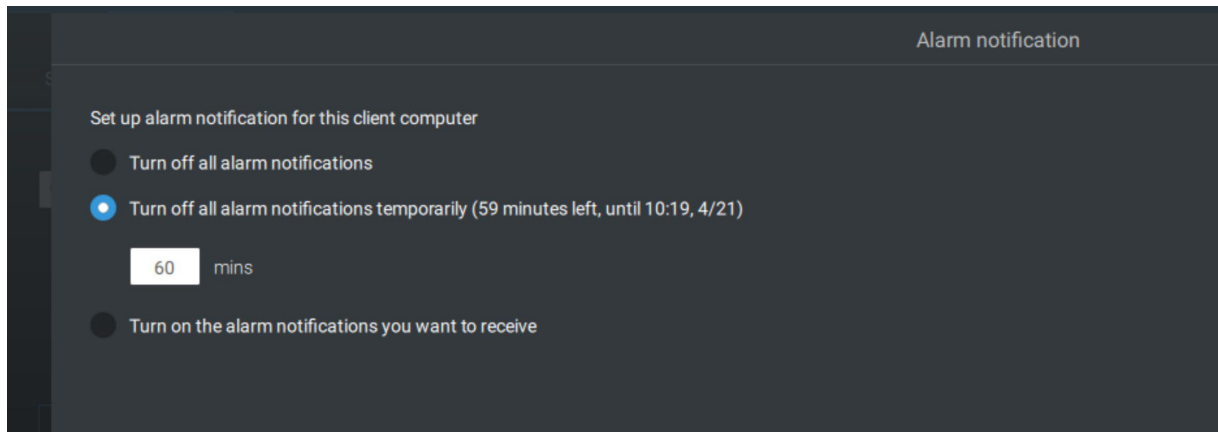 Alarm notification
Set up alarm notification for this client computer
Turn off all alarm notifications
Turn off all alarm notifications temporarily (59 minutes left, until 10:19, 4/21)
60 mins
Turn on the alarm notifications you want to receive